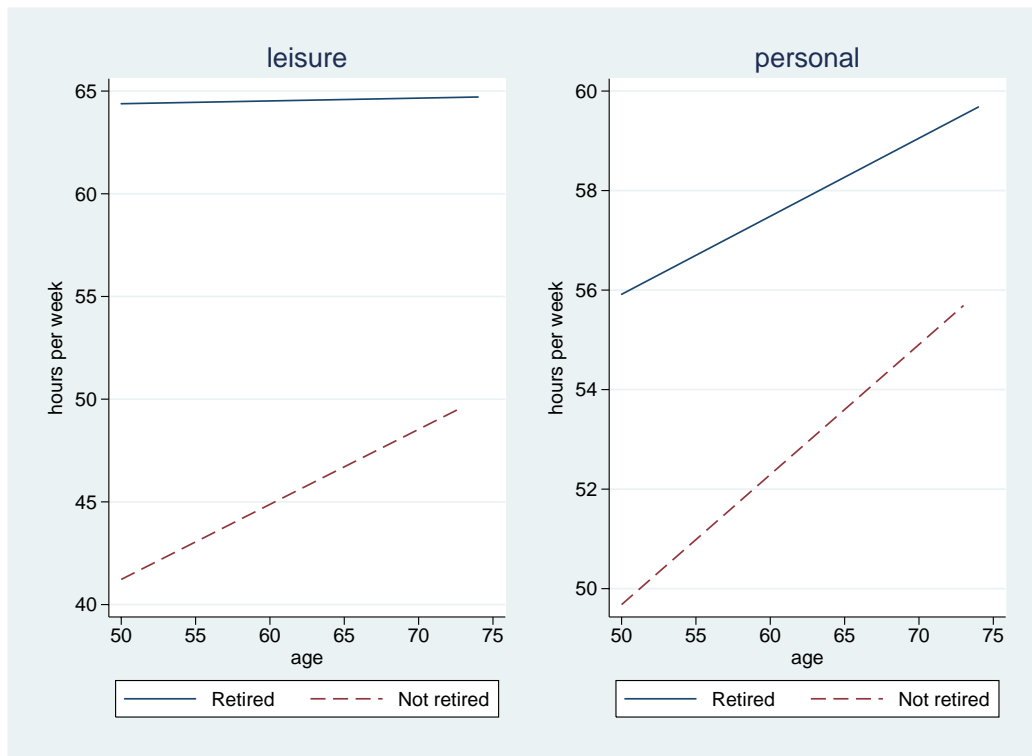 leisure
65
60
55
50
45
40
hours per week
50 55 60 65 70 75
age
Retired Not retired
personal
60
58
56
54
52
50
hours per week
50 55 60 65 70 75
age
Retired Not retired